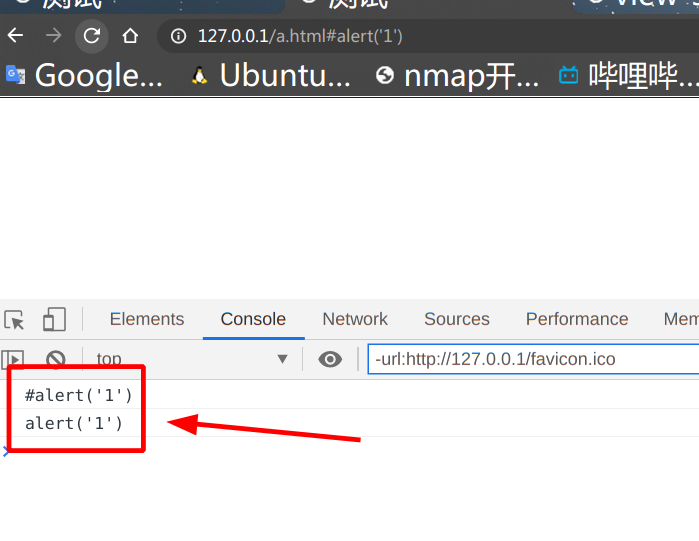 测试 测试
127.0.0.1/a.html#alert('1')
Google... Ubuntu... nmap开... 哔哩哔...
Elements Console Network Sources Performance Mem
top -url:http://127.0.0.1/favicon.ico
#alert('1')
alert('1')